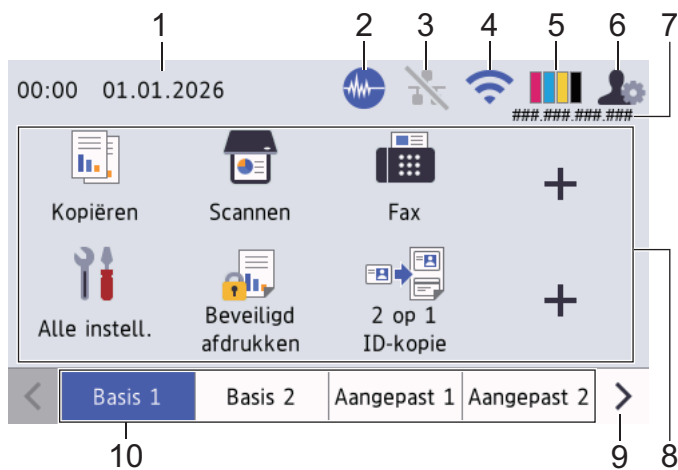 1 2 3 4 5 6 7
00:00 01.01.2026
###.###.###.###
Kopiëren Scannen Fax +
Alle instell. Beveiligd afdrukken 2 op 1 ID-kopie +
Basis 1 Basis 2 Aangepast 1 Aangepast 2
10 9 8